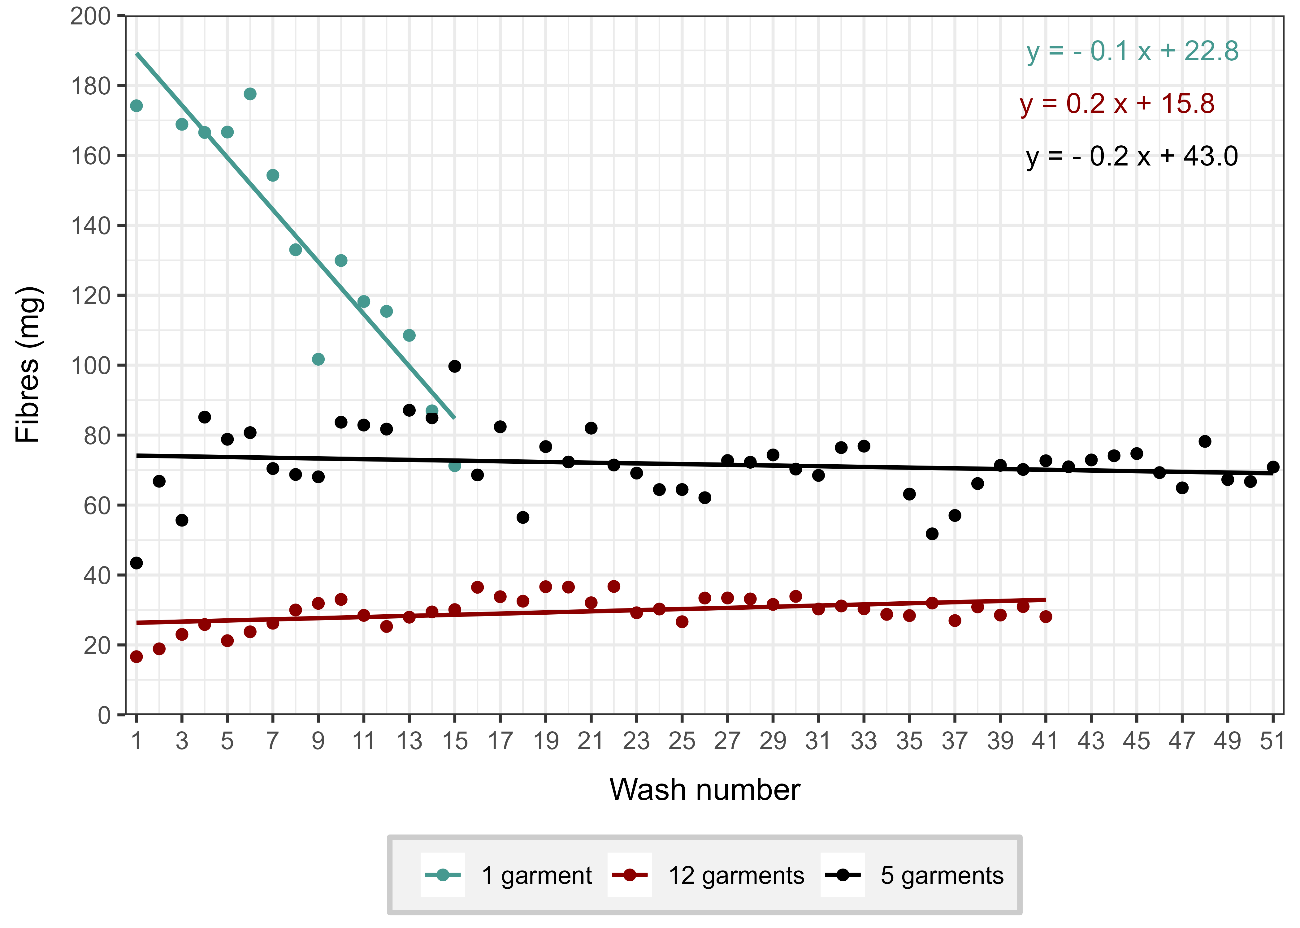 200
180
160
140
120
100
80
60
40
20
0
Fibres (mg)
y = - 0.1 x + 22.8
y = 0.2 x + 15.8
y = - 0.2 x + 43.0
1 3 5 7 9 11 13 15 17 19 21 23 25 27 29 31 33 35 37 39 41 43 45 47 49 51
Wash number
1 garment 12 garments 5 garments